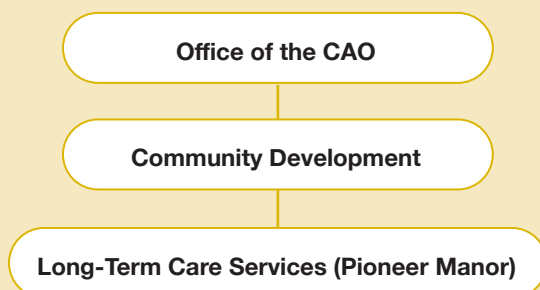 Office of the CAO
Community Development
Long-Term Care Services (Pioneer Manor)